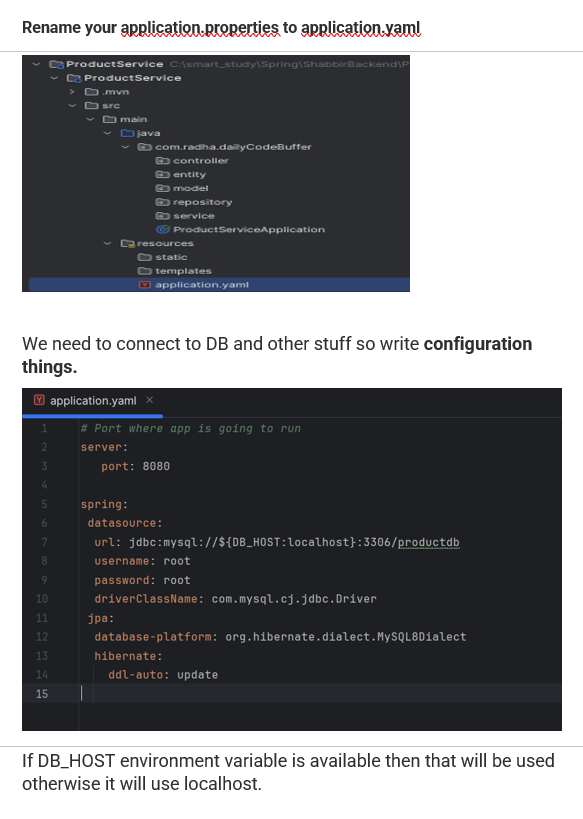 Rename your application.properties to application.yaml
ProductService C:\smart_study\Spring\ShabbirBackend\P
ProductService
.mvn
src
main
java
com.radha.dailyCodeBuffer
controller
entity
model
repository
service
ProductServiceApplication
resources
static
templates
application.yaml
We need to connect to DB and other stuff so write configuration
things.
application.yaml
1 # Port where app is going to run
2 server:
3 port: 8080
4
5 spring:
6 datasource:
7 url: jdbc:mysql://${DB_HOST:localhost}:3306/productdb
8 username: root
9 password: root
10 driverClassName: com.mysql.cj.jdbc.Driver
11 jpa:
12 database-platform: org.hibernate.dialect.MySQL8Dialect
13 hibernate:
14 ddl-auto: update
15
If DB_HOST environment variable is available then that will be used
otherwise it will use localhost.